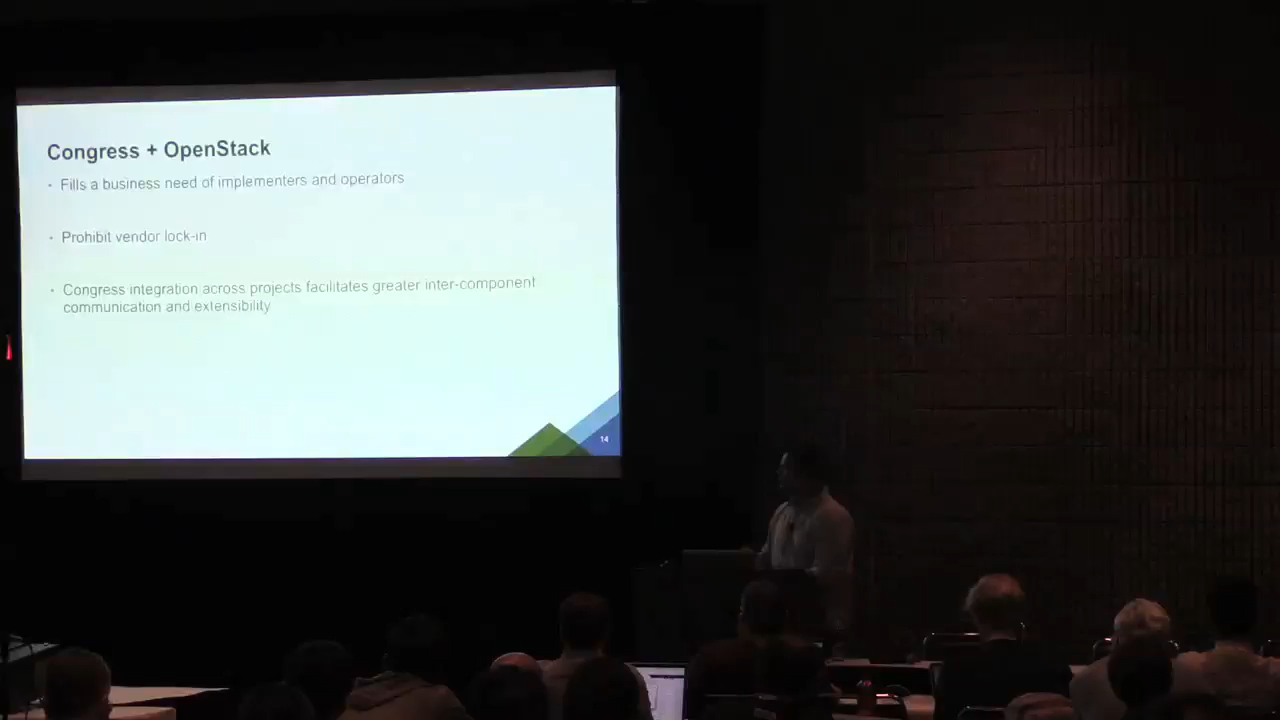 Congress + OpenStack
• Fills a business need of implementers and operators
• Prohibit vendor lock-in
• Congress integration across projects facilitates greater inter-component
communication and extensibility
14